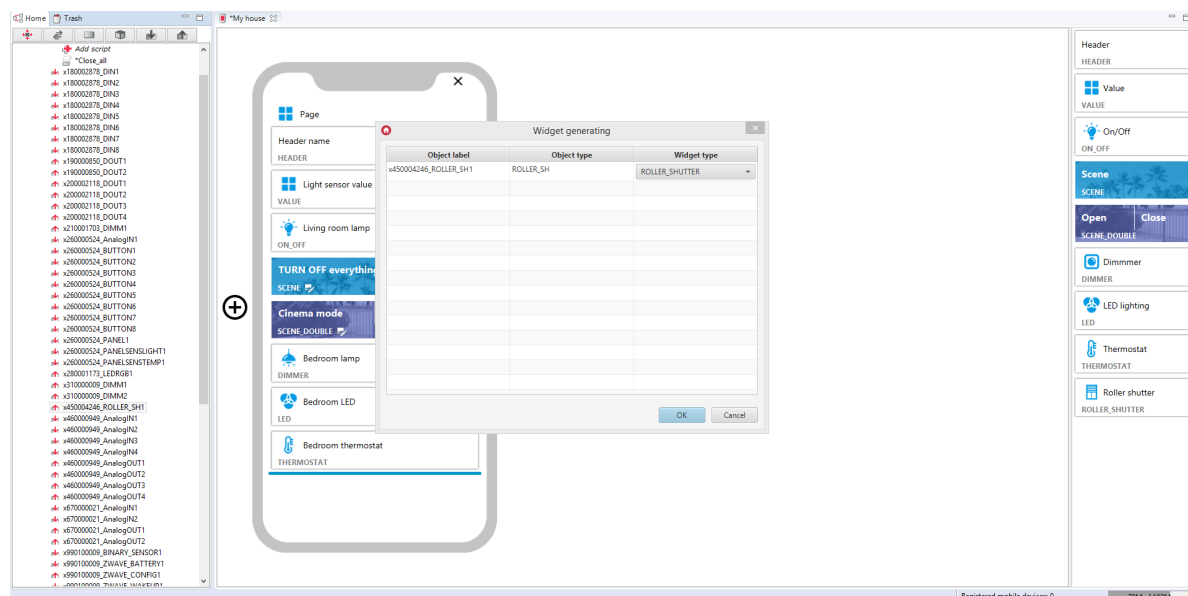 Home
Trash
*My house
Add script
*Close_all
x180002878_DIN1
x180002878_DIN2
x180002878_DIN3
x180002878_DIN4
x180002878_DIN5
x180002878_DIN6
x180002878_DIN7
x180002878_DIN8
x190000850_DOUT1
x190000850_DOUT2
x200002118_DOUT1
x200002118_DOUT2
x200002118_DOUT3
x200002118_DOUT4
x210001703_DIMM1
x260000524_AnalogIN1
x260000524_BUTTON1
x260000524_BUTTON2
x260000524_BUTTON3
x260000524_BUTTON4
x260000524_BUTTON5
x260000524_BUTTON6
x260000524_BUTTON7
x260000524_BUTTON8
x260000524_PANEL1
x260000524_PANELSENSLIGHT1
x260000524_PANELSENSTEMP1
x280001173_LEDRGB1
x310000009_DIMM1
x310000009_DIMM2
x450004246_ROLLER_SH1
x460000949_AnalogIN1
x460000949_AnalogIN2
x460000949_AnalogIN3
x460000949_AnalogIN4
x460000949_AnalogOUT1
x460000949_AnalogOUT2
x460000949_AnalogOUT3
x460000949_AnalogOUT4
x670000021_AnalogIN1
x670000021_AnalogIN2
x670000021_AnalogOUT1
x670000021_AnalogOUT2
x990100009_BINARY_SENSOR1
x990100009_ZWAVE_BATTERY1
x990100009_ZWAVE_CONFIG1
x990100009_ZWAVE_WAKEUP1
Page
Header name
HEADER
Light sensor value
VALUE
Living room lamp
ON_OFF
TURN OFF everything
SCENE
Cinema mode
SCENE_DOUBLE
Bedroom lamp
DIMMER
Bedroom LED
LED
Bedroom thermostat
THERMOSTAT
Widget generating
Object label Object type Widget type
x450004246_ROLLER_SH1 ROLLER_SH ROLLER_SHUTTER
OK Cancel
Header
HEADER
Value
VALUE
On/Off
ON_OFF
Scene
SCENE
Open Close
SCENE_DOUBLE
Dimmmer
DIMMER
LED lighting
LED
Thermostat
THERMOSTAT
Roller shutter
ROLLER_SHUTTER
Registered mobile devices: 0